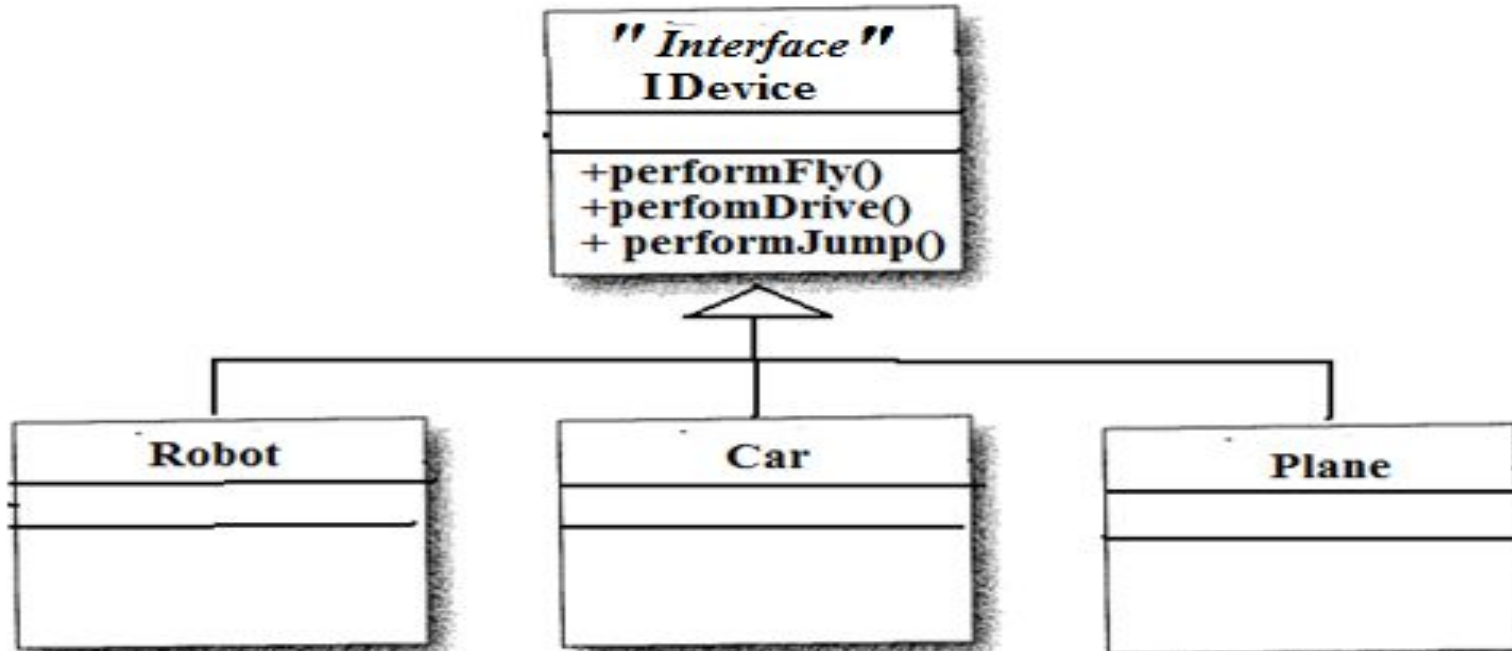 " Interface "
IDevice
+performFly()
+perfomDrive()
+ performJump()
Robot
Car
Plane